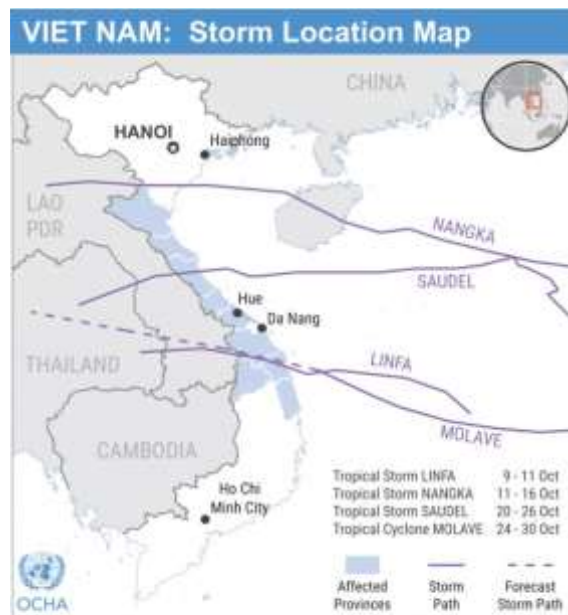 VIET NAM: Storm Location Map
CHINA
HANOI
Haiphong
LAO
PDR
NANGKA
SAUDEL
Hue
Da Nang
THAILAND
LINFA
MOLAVE
CAMBODIA
Ho Chi
Minh City
Tropical Storm LINFA 9 - 11 Oct
Tropical Storm NANGKA 11 - 16 Oct
Tropical Storm SAUDEL 20 - 26 Oct
Tropical Cyclone MOLAVE 24 - 30 Oct
Affected
Provinces
Storm
Path
Forecast
Storm Path
OCHA